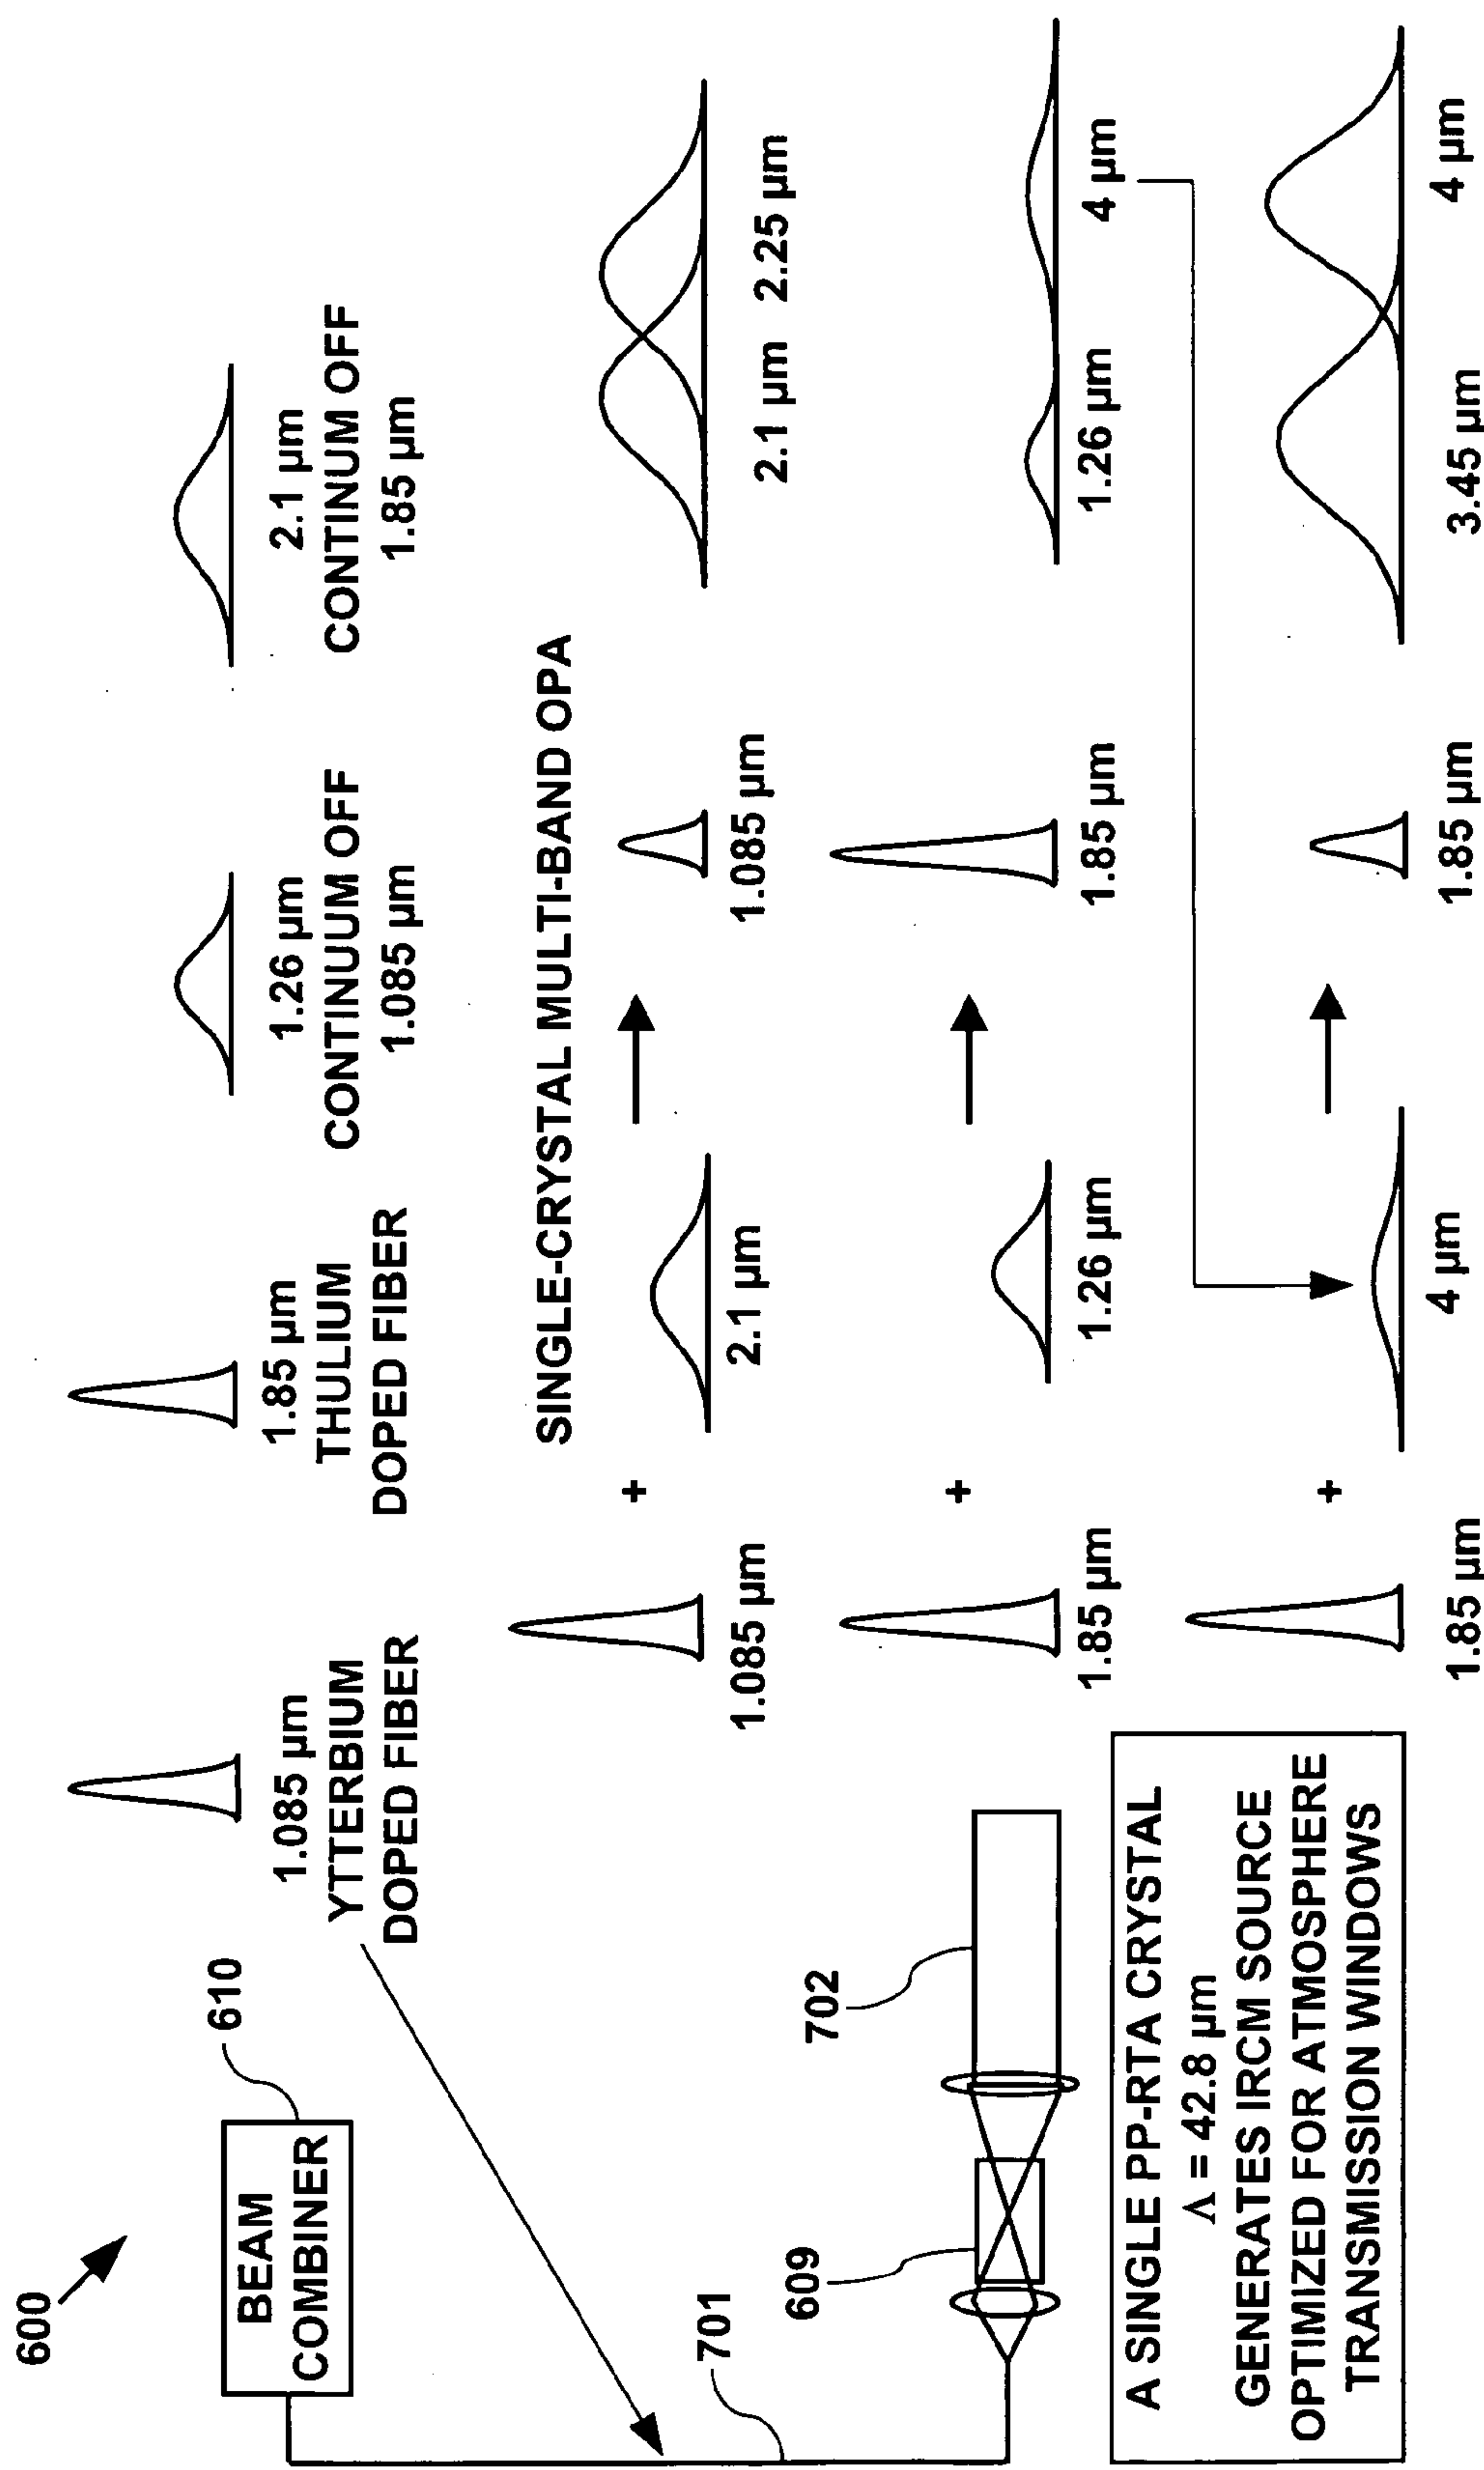 600
BEAM
COMBINER
610
1.085 µm
YTTERBIUM
DOPED FIBER
1.85 µm
THULIUM
DOPED FIBER
1.26 µm
CONTINUUM OFF
1.085 µm
2.1 µm
CONTINUM OFF
1.85 µm
SINGLE-CRYSTAL MULTI-BAND OPA
1.085 µm
+
2.1 µm
1.085 µm
2.1 µm 2.25 µm
1.85 µm
+
1.26 µm
1.85 µm
1.26 µm
4 µm
1.85 µm
+
4 µm
1.85 µm
3.45 µm
4 µm
701
609
702
A SINGLE PP-RTA CRYSTAL
Λ = 42.8 µm
GENERATES IRCM SOURCE
OPTIMIZED FOR ATMOSPHERE
TRANSMISSION WINDOWS